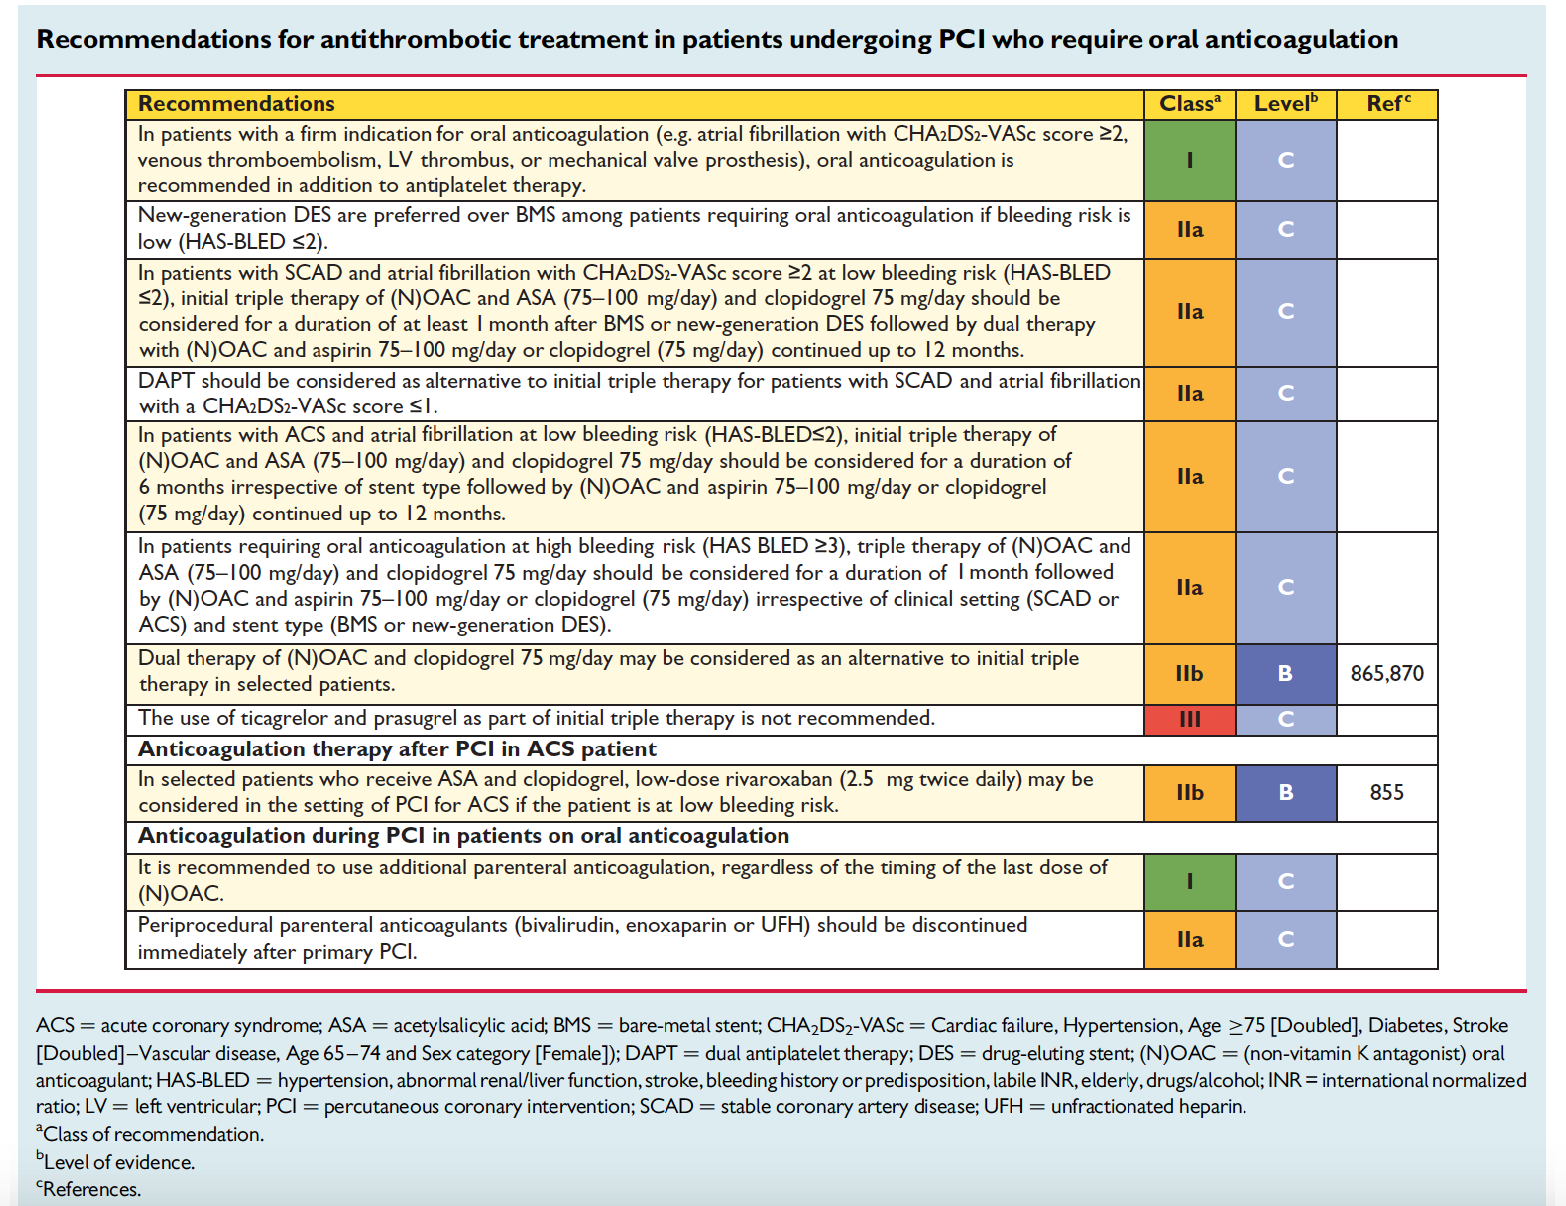 Recommendations for antithrombotic treatment in patients undergoing PCI who require oral anticoagulation
Recommendations Classᵃ Levelᵇ Refᶜ
In patients with a firm indication for oral anticoagulation (e.g. atrial fibrillation with CHA₂DS₂-VASc score ≥2,
venous thromboembolism, LV thrombus, or mechanical valve prosthesis), oral anticoagulation is
recommended in addition to antiplatelet therapy.
I C
New-generation DES are preferred over BMS among patients requiring oral anticoagulation if bleeding risk is
low (HAS-BLED ≤2).
IIa C
In patients with SCAD and atrial fibrillation with CHA₂DS₂-VASc score ≥2 at low bleeding risk (HAS-BLED
≤2), initial triple therapy of (N)OAC and ASA (75–100 mg/day) and clopidogrel 75 mg/day should be
considered for a duration of at least 1 month after BMS or new-generation DES followed by dual therapy
with (N)OAC and aspirin 75–100 mg/day or clopidogrel (75 mg/day) continued up to 12 months.
IIa C
DAPT should be considered as alternative to initial triple therapy for patients with SCAD and atrial fibrillation
with a CHA₂DS₂-VASc score ≤1.
IIa C
In patients with ACS and atrial fibrillation at low bleeding risk (HAS-BLED≤2), initial triple therapy of
(N)OAC and ASA (75–100 mg/day) and clopidogrel 75 mg/day should be considered for a duration of
6 months irrespective of stent type followed by (N)OAC and aspirin 75–100 mg/day or clopidogrel
(75 mg/day) continued up to 12 months.
IIa C
In patients requiring oral anticoagulation at high bleeding risk (HAS BLED ≥3), triple therapy of (N)OAC and
ASA (75–100 mg/day) and clopidogrel 75 mg/day should be considered for a duration of 1 month followed
by (N)OAC and aspirin 75–100 mg/day or clopidogrel (75 mg/day) irrespective of clinical setting (SCAD or
ACS) and stent type (BMS or new-generation DES).
IIa C
Dual therapy of (N)OAC and clopidogrel 75 mg/day may be considered as an alternative to initial triple
therapy in selected patients.
IIb B 865,870
The use of ticagrelor and prasugrel as part of initial triple therapy is not recommended.
III C
Anticoagulation therapy after PCI in ACS patient
In selected patients who receive ASA and clopidogrel, low-dose rivaroxaban (2.5 mg twice daily) may be
considered in the setting of PCI for ACS if the patient is at low bleeding risk.
IIb B 855
Anticoagulation during PCI in patients on oral anticoagulation
It is recommended to use additional parenteral anticoagulation, regardless of the timing of the last dose of
(N)OAC.
I C
Periprocedural parenteral anticoagulants (bivalirudin, enoxaparin or UFH) should be discontinued
immediately after primary PCI.
IIa C
ACS = acute coronary syndrome; ASA = acetylsalicylic acid; BMS = bare-metal stent; CHA₂DS₂-VASc = Cardiac failure, Hypertension, Age ≥75 [Doubled], Diabetes, Stroke
[Doubled]–Vascular disease, Age 65–74 and Sex category [Female]); DAPT = dual antiplatelet therapy; DES = drug-eluting stent; (N)OAC = (non-vitamin K antagonist) oral
anticoagulant; HAS-BLED = hypertension, abnormal renal/liver function, stroke, bleeding history or predisposition, labile INR, elderly, drugs/alcohol; INR = international normalized
ratio; LV = left ventricular; PCI = percutaneous coronary intervention; SCAD = stable coronary artery disease; UFH = unfractionated heparin.
ᵃClass of recommendation.
ᵇLevel of evidence.
ᶜReferences.